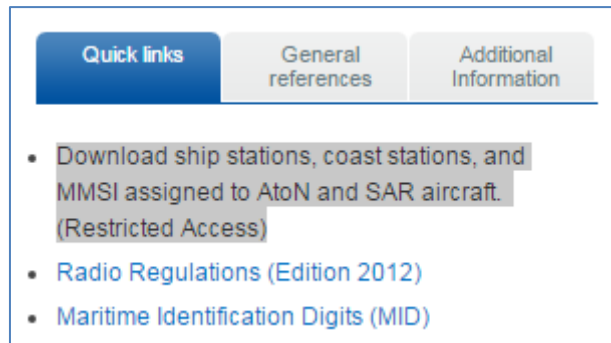 Quick links
General
references
Additional
Information
• Download ship stations, coast stations, and
MMSI assigned to AtoN and SAR aircraft.
(Restricted Access)
• Radio Regulations (Edition 2012)
• Maritime Identification Digits (MID)